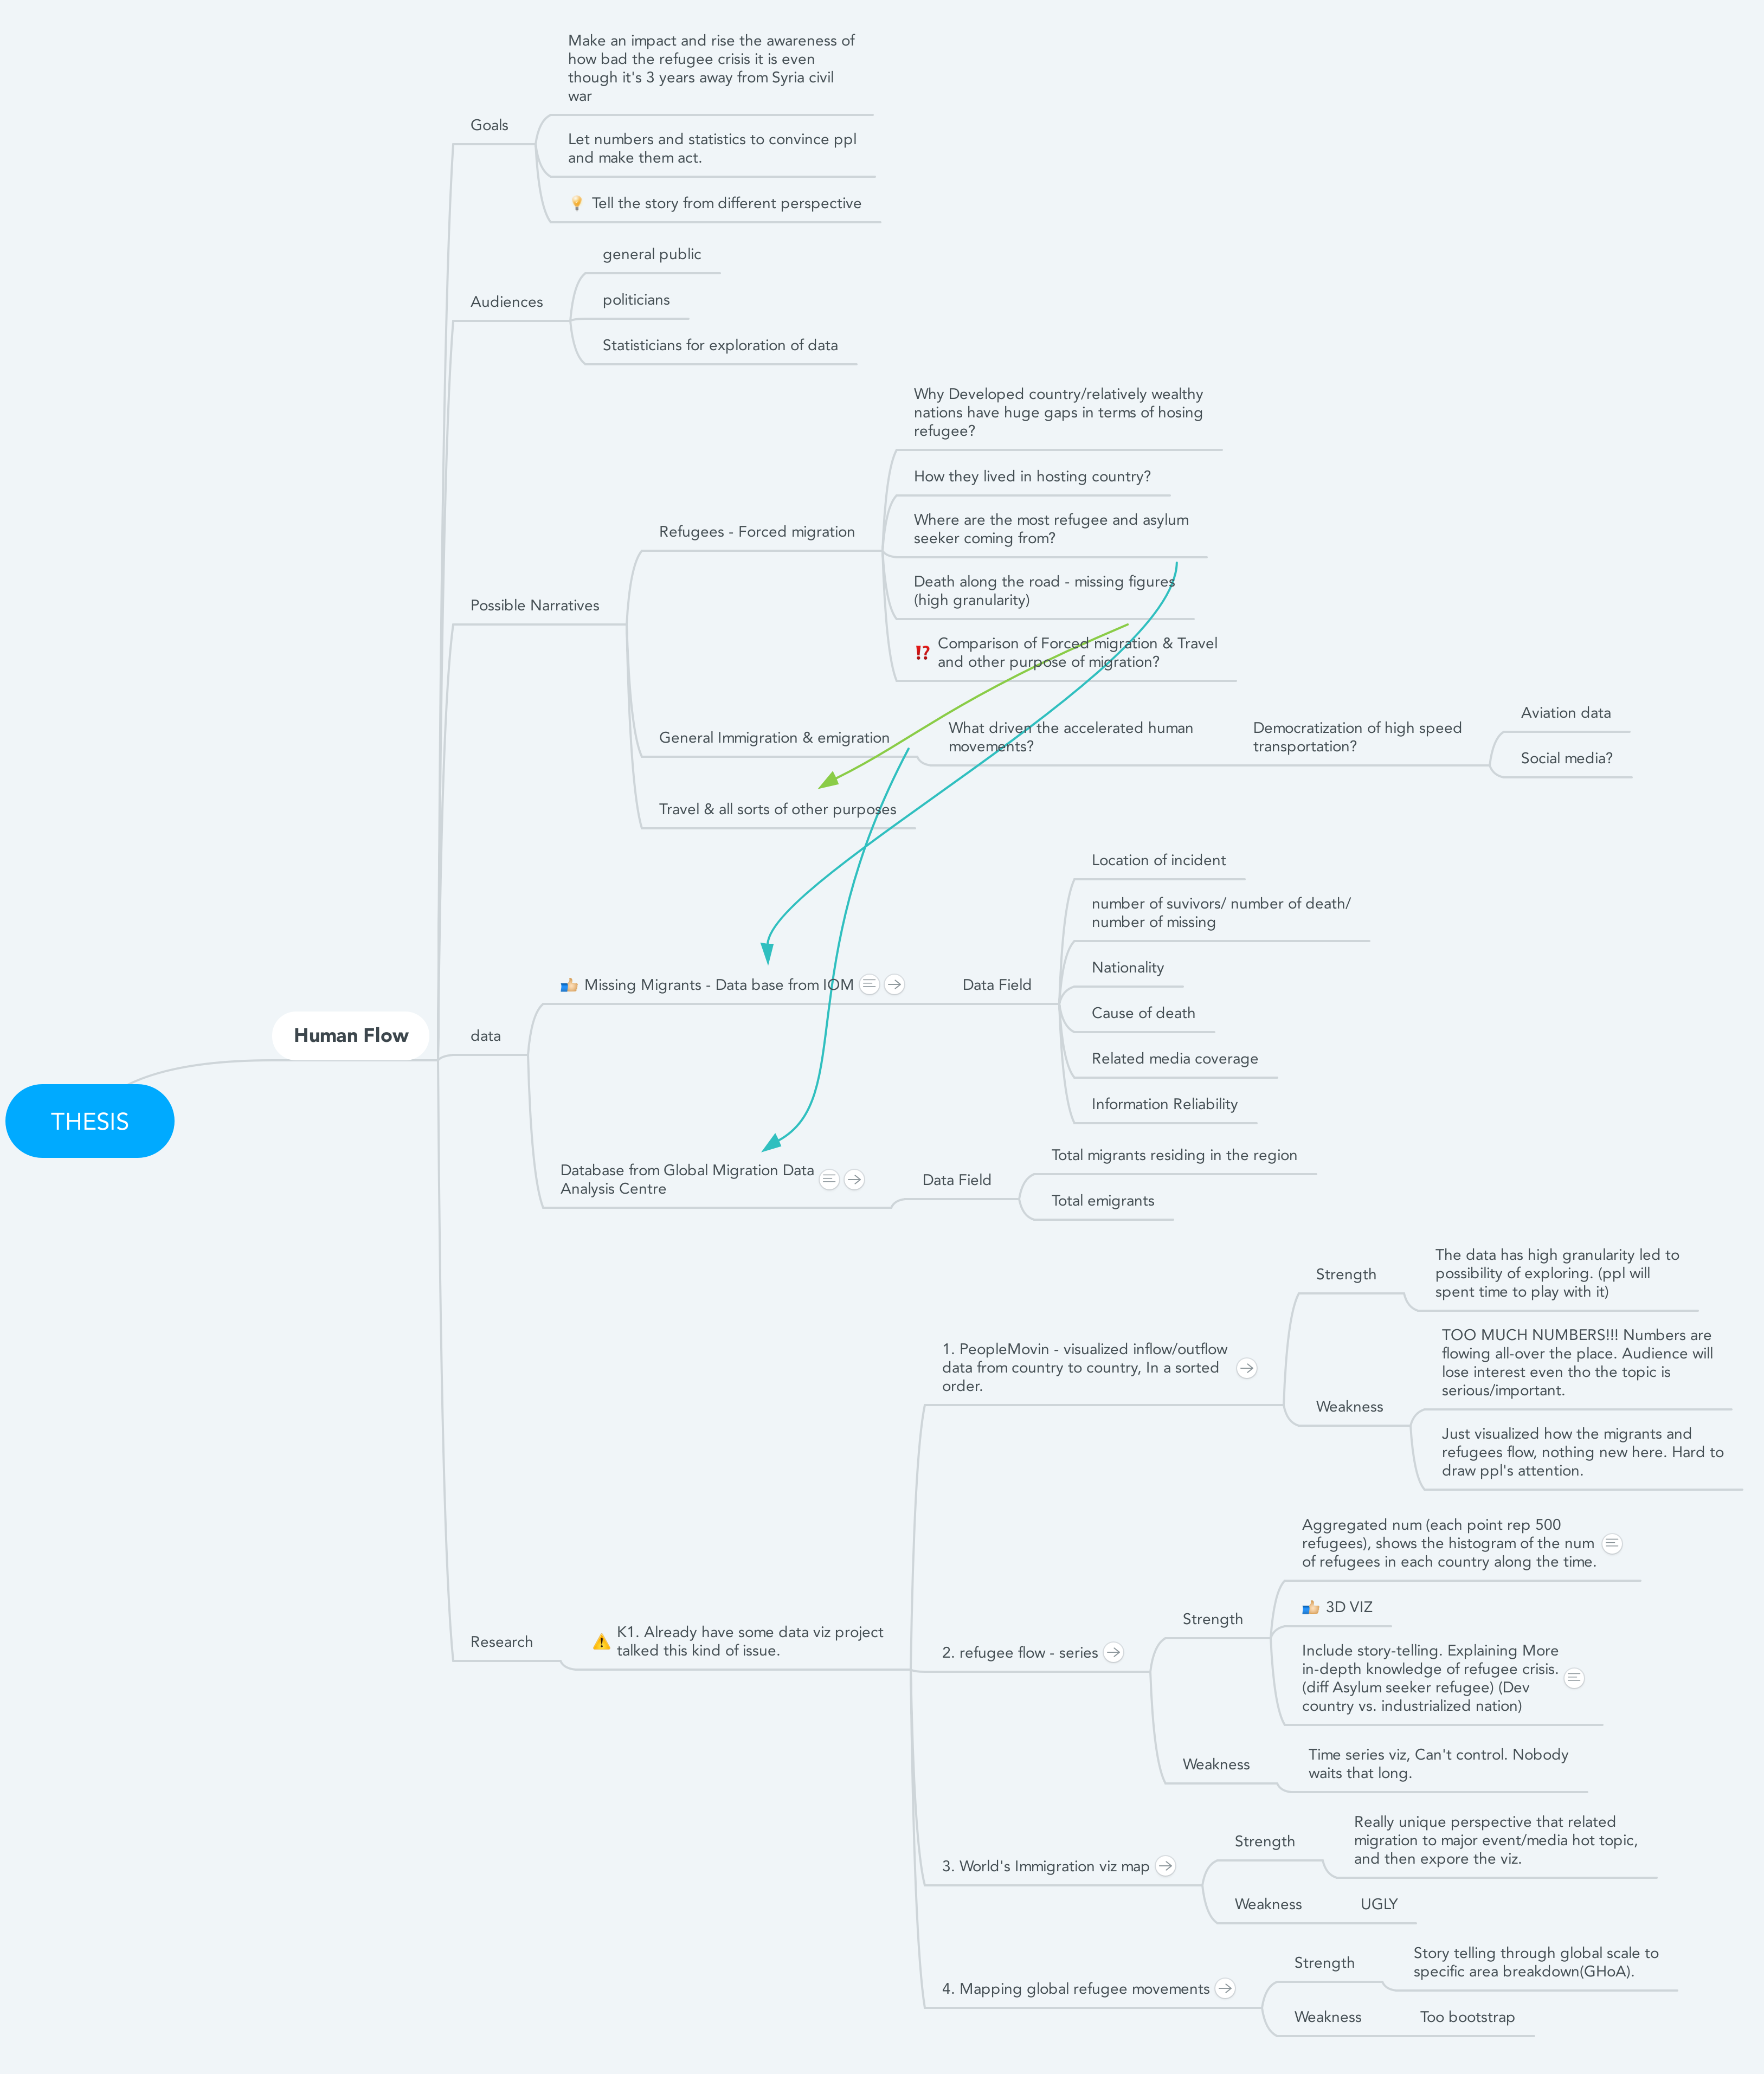 Make an impact and rise the awareness of
how bad the refugee crisis it is even
though it's 3 years away from Syria civil
war
Goals
Let numbers and statistics to convince ppl
and make them act.
Tell the story from different perspective
general public
Audiences
politicians
Statisticians for exploration of data
Why Developed country/relatively wealthy
nations have huge gaps in terms of hosing
refugee?
How they lived in hosting country?
Refugees - Forced migration
Where are the most refugee and asylum
seeker coming from?
Death along the road - missing figures
(high granularity)
Possible Narratives
!? Comparison of Forced migration & Travel
and other purpose of migration?
General Immigration & emigration
What driven the accelerated human
movements?
Democratization of high speed
transportation?
Aviation data
Social media?
Travel & all sorts of other purposes
Location of incident
number of suvivors/ number of death/
number of missing
Missing Migrants - Data base from IOM
Data Field
Nationality
Cause of death
Related media coverage
Information Reliability
Human Flow
data
THESIS
Database from Global Migration Data
Analysis Centre
Data Field
Total migrants residing in the region
Total emigrants
Strength
The data has high granularity led to
possibility of exploring. (ppl will
spent time to play with it)
1. PeopleMovin - visualized inflow/outflow
data from country to country, In a sorted
order.
TOO MUCH NUMBERS!!! Numbers are
flowing all-over the place. Audience will
lose interest even tho the topic is
serious/important.
Weakness
Just visualized how the migrants and
refugees flow, nothing new here. Hard to
draw ppl's attention.
Aggregated num (each point rep 500
refugees), shows the histogram of the num
of refugees in each country along the time.
Strength
3D VIZ
Research
K1. Already have some data viz project
talked this kind of issue.
2. refugee flow - series
Include story-telling. Explaining More
in-depth knowledge of refugee crisis.
(diff Asylum seeker refugee) (Dev
country vs. industrialized nation)
Weakness
Time series viz, Can't control. Nobody
waits that long.
3. World's Immigration viz map
Strength
Really unique perspective that related
migration to major event/media hot topic,
and then expore the viz.
Weakness
UGLY
4. Mapping global refugee movements
Strength
Story telling through global scale to
specific area breakdown(GHoA).
Weakness
Too bootstrap